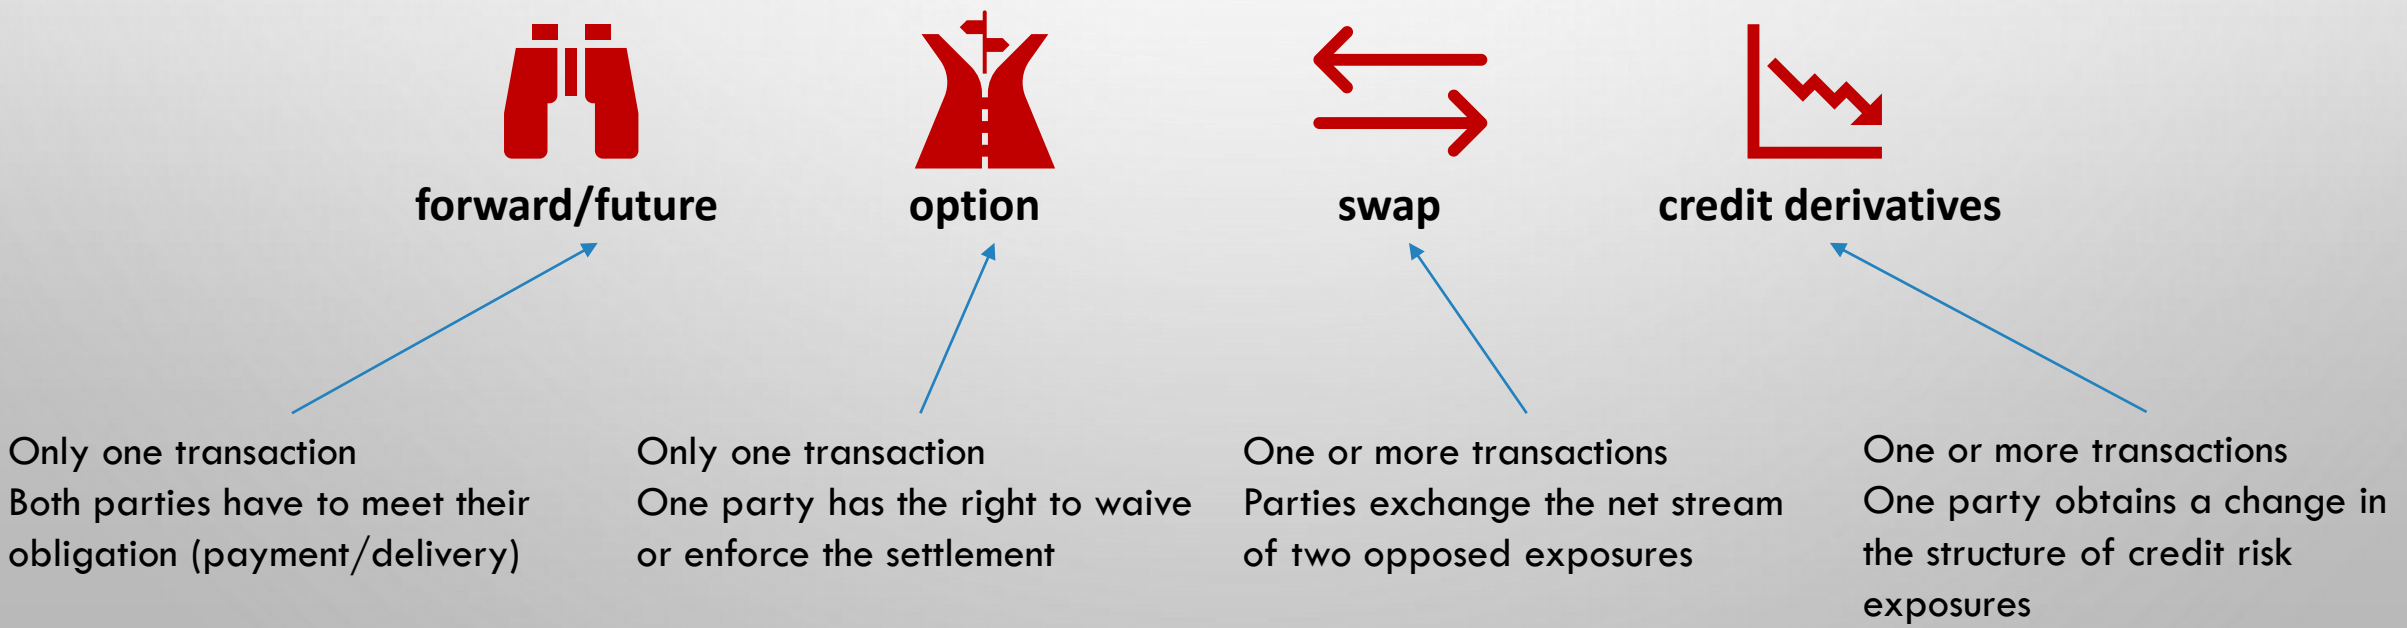 forward/future
option
swap
credit derivatives
Only one transaction
Both parties have to meet their
obligation (payment/delivery)
Only one transaction
One party has the right to waive
or enforce the settlement
One or more transactions
Parties exchange the net stream
of two opposed exposures
One or more transactions
One party obtains a change in
the structure of credit risk
exposures